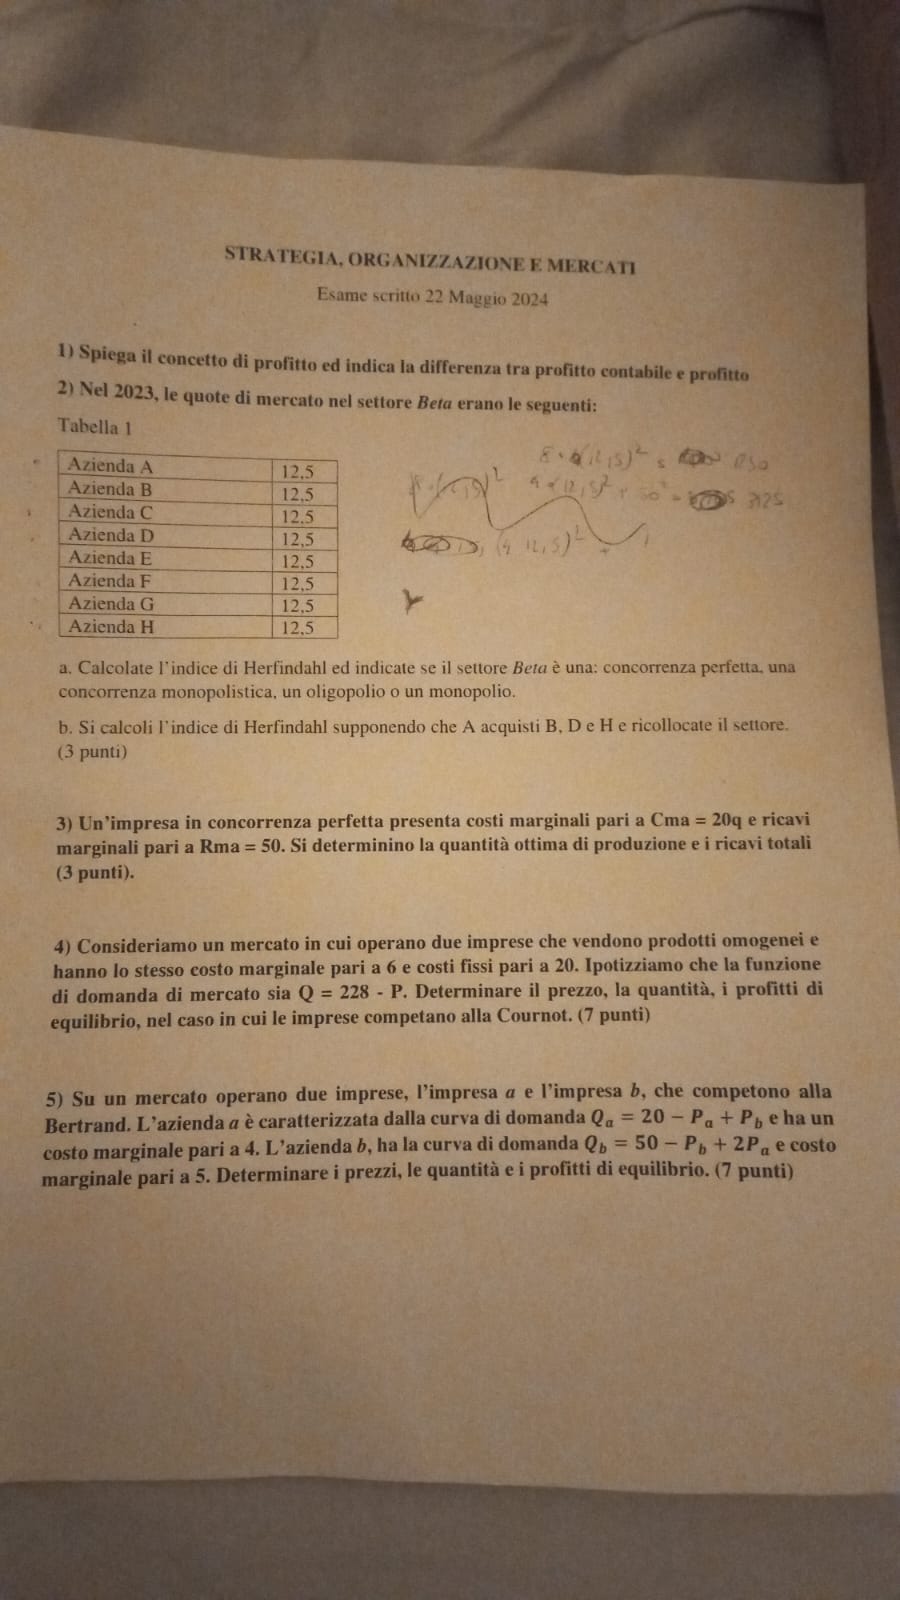 STRATEGIA, ORGANIZZAZIONE E MERCATI
Esame scritto 22 Maggio 2024
1) Spiega il concetto di profitto ed indica la differenza tra profitto contabile e profitto
2) Nel 2023, le quote di mercato nel settore Beta erano le seguenti:
Tabella 1
Azienda A 12,5
Azienda B 12,5
Azienda C 12,5
Azienda D 12,5
Azienda E 12,5
Azienda F 12,5
Azienda G 12,5
Azienda H 12,5
8 · (12,5)² = 1250
4 · (12,5)² + 50² = 3125
(4 12,5)² +
a. Calcolate l'indice di Herfindahl ed indicate se il settore Beta è una: concorrenza perfetta, una
concorrenza monopolistica, un oligopolio o un monopolio.
b. Si calcoli l'indice di Herfindahl supponendo che A acquisti B, D e H e ricollocate il settore.
(3 punti)
3) Un'impresa in concorrenza perfetta presenta costi marginali pari a Cma = 20q e ricavi
marginali pari a Rma = 50. Si determinino la quantità ottima di produzione e i ricavi totali
(3 punti).
4) Consideriamo un mercato in cui operano due imprese che vendono prodotti omogenei e
hanno lo stesso costo marginale pari a 6 e costi fissi pari a 20. Ipotizziamo che la funzione
di domanda di mercato sia Q = 228 - P. Determinare il prezzo, la quantità, i profitti di
equilibrio, nel caso in cui le imprese competano alla Cournot. (7 punti)
5) Su un mercato operano due imprese, l'impresa a e l'impresa b, che competono alla
Bertrand. L'azienda a è caratterizzata dalla curva di domanda Qₐ = 20 − Pₐ + P_b e ha un
costo marginale pari a 4. L'azienda b, ha la curva di domanda Q_b = 50 − P_b + 2Pₐ e costo
marginale pari a 5. Determinare i prezzi, le quantità e i profitti di equilibrio. (7 punti)